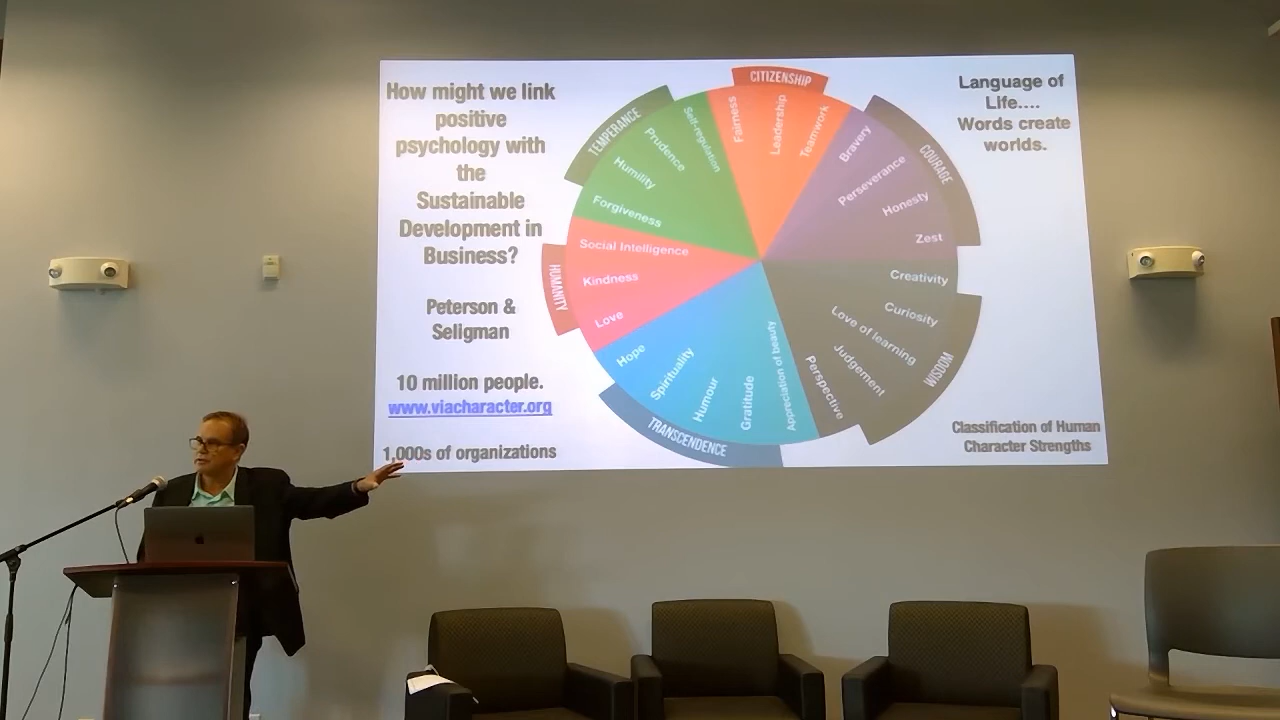 How might we link
positive
psychology with
the
Sustainable
Development in
Business?
Peterson &
Seligman
10 million people.
www.viacharacter.org
1,000s of organizations
CITIZENSHIP
Fairness
Leadership
Teamwork
COURAGE
Bravery
Perseverance
Honesty
Zest
WISDOM
Creativity
Curiosity
Love of learning
Judgement
Perspective
TRANSCENDENCE
Appreciation of beauty
Gratitude
Humour
Spirituality
Hope
HUMANITY
Love
Kindness
Social Intelligence
TEMPERANCE
Forgiveness
Humility
Prudence
Self-regulation
Language of
Life....
Words create
worlds.
Classification of Human
Character Strengths